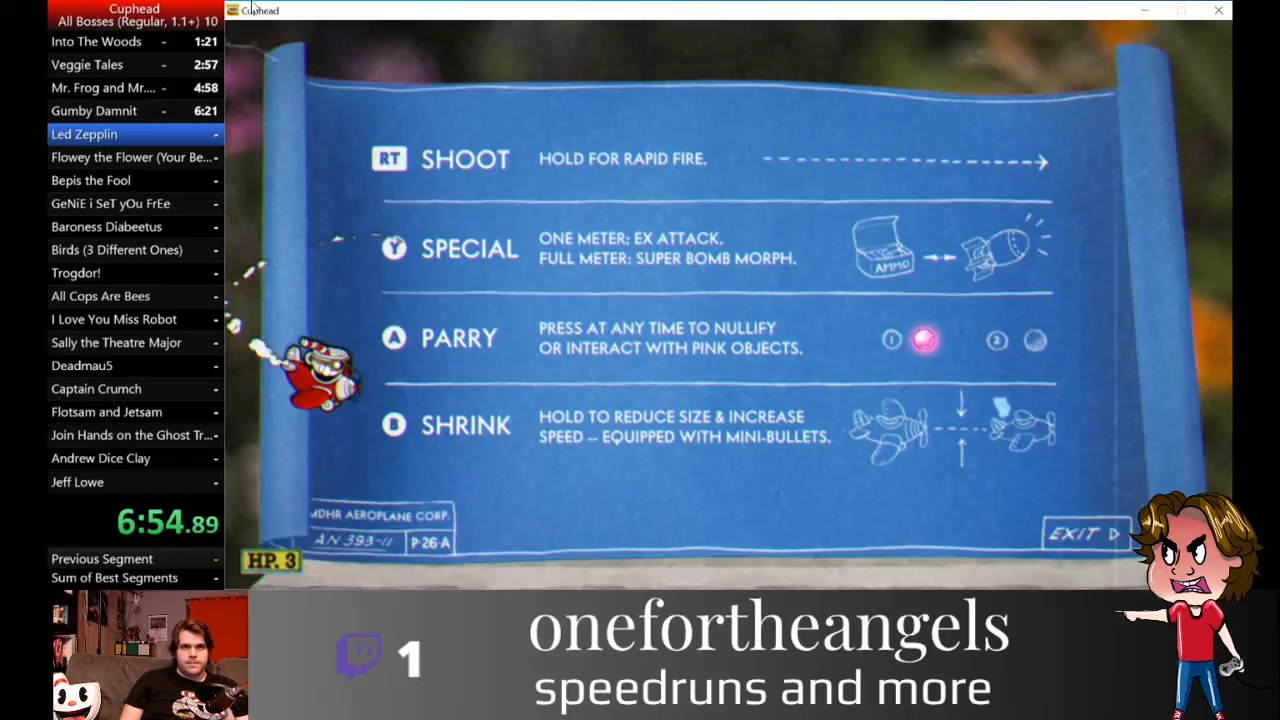 Cuphead
All Bosses (Regular, 1.1+) 10
Into The Woods - 1:21
Veggie Tales - 2:57
Mr. Frog and Mr.... - 4:58
Gumby Damnit - 6:21
Led Zepplin -
Flowey the Flower (Your Be... -
Bepis the Fool -
GeNiE i SeT yOu FrEe -
Baroness Diabeetus -
Birds (3 Different Ones) -
Trogdor! -
All Cops Are Bees -
I Love You Miss Robot -
Sally the Theatre Major -
Deadmau5 -
Captain Crunch -
Flotsam and Jetsam -
Join Hands on the Ghost Tr... -
Andrew Dice Clay -
Jeff Lowe -
6:54.89
Previous Segment -
Sum of Best Segments -
Cuphead
RT SHOOT HOLD FOR RAPID FIRE.
Y SPECIAL ONE METER: EX ATTACK.
FULL METER: SUPER BOMB MORPH.
AMMO
A PARRY PRESS AT ANY TIME TO NULLIFY
OR INTERACT WITH PINK OBJECTS.
1 2
B SHRINK HOLD TO REDUCE SIZE & INCREASE
SPEED -- EQUIPPED WITH MINI-BULLETS.
MDHR AEROPLANE CORP.
AN 393-11 P-26-A
EXIT
HP. 3
1
onefortheangels
speedruns and more